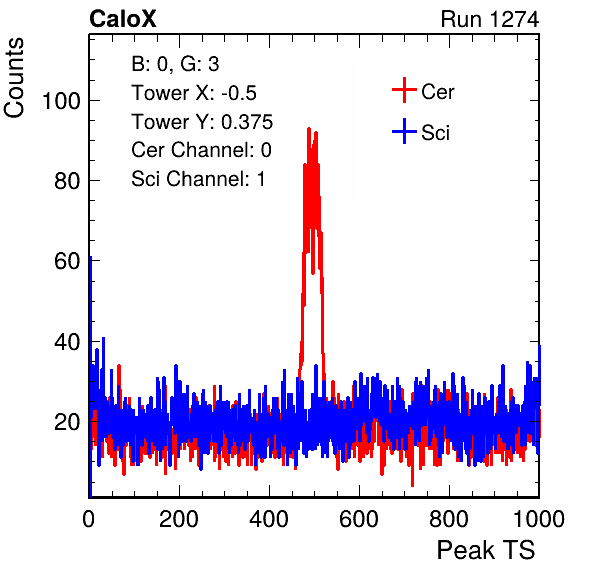 CaloX Run 1274
B: 0, G: 3
Tower X: -0.5
Tower Y: 0.375
Cer Channel: 0
Sci Channel: 1
Cer
Sci
Counts
100
80
60
40
20
0 200 400 600 800 1000
Peak TS